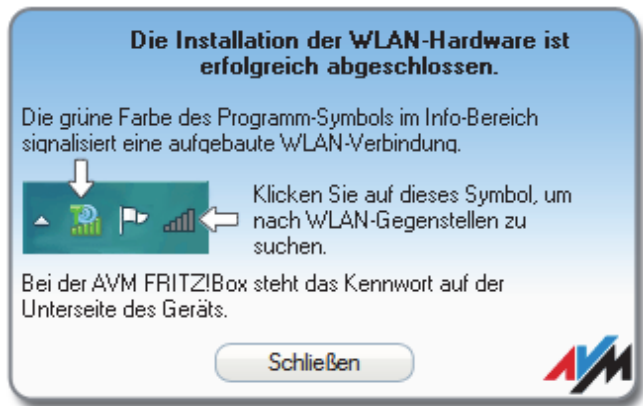 Die Installation der WLAN-Hardware ist
erfolgreich abgeschlossen.
Die grüne Farbe des Programm-Symbols im Info-Bereich
signalisiert eine aufgebaute WLAN-Verbindung.
Klicken Sie auf dieses Symbol, um
nach WLAN-Gegenstellen zu
suchen.
Bei der AVM FRITZ!Box steht das Kennwort auf der
Unterseite des Geräts.
Schließen
AVM